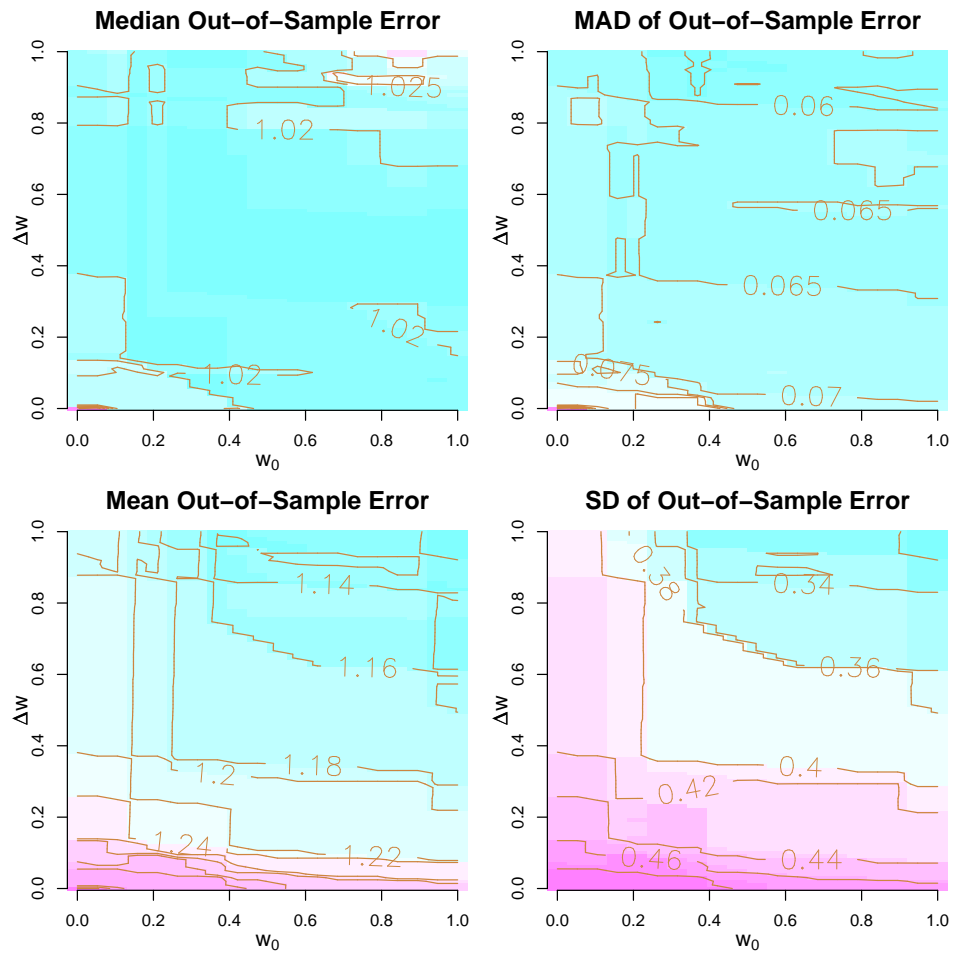 Median Out−of−Sample Error
MAD of Out−of−Sample Error
1.025
1.02
1.02
1.02
0.0 0.2 0.4 0.6 0.8 1.0
Δw
0.0 0.2 0.4 0.6 0.8 1.0
w0
0.06
0.065
0.065
0.075
0.07
0.0 0.2 0.4 0.6 0.8 1.0
Δw
0.0 0.2 0.4 0.6 0.8 1.0
w0
Mean Out−of−Sample Error
SD of Out−of−Sample Error
1.14
1.16
1.18
1.2
1.24
1.22
0.0 0.2 0.4 0.6 0.8 1.0
Δw
0.0 0.2 0.4 0.6 0.8 1.0
w0
0.38
0.34
0.36
0.4
0.42
0.46
0.44
0.0 0.2 0.4 0.6 0.8 1.0
Δw
0.0 0.2 0.4 0.6 0.8 1.0
w0